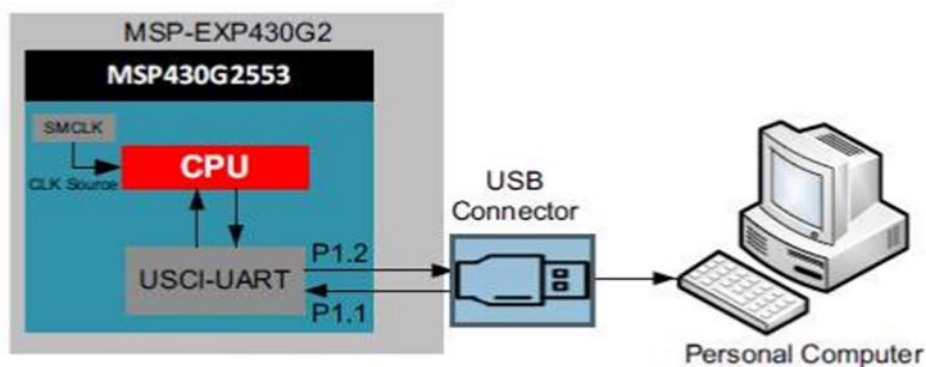 MSP-EXP430G2
MSP430G2553
SMCLK
CPU
CLK Source
USB
Connector
P1.2
USCI-UART
P1.1
Personal Computer